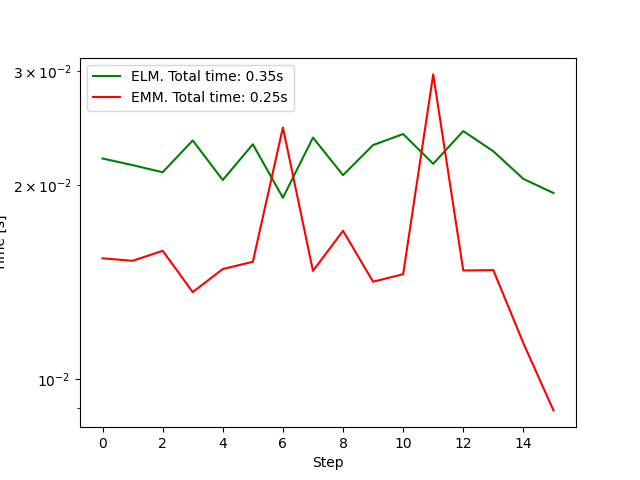 ELM. Total time: 0.35s
EMM. Total time: 0.25s
3 × 10⁻²
2 × 10⁻²
10⁻²
Time [s]
0 2 4 6 8 10 12 14
Step